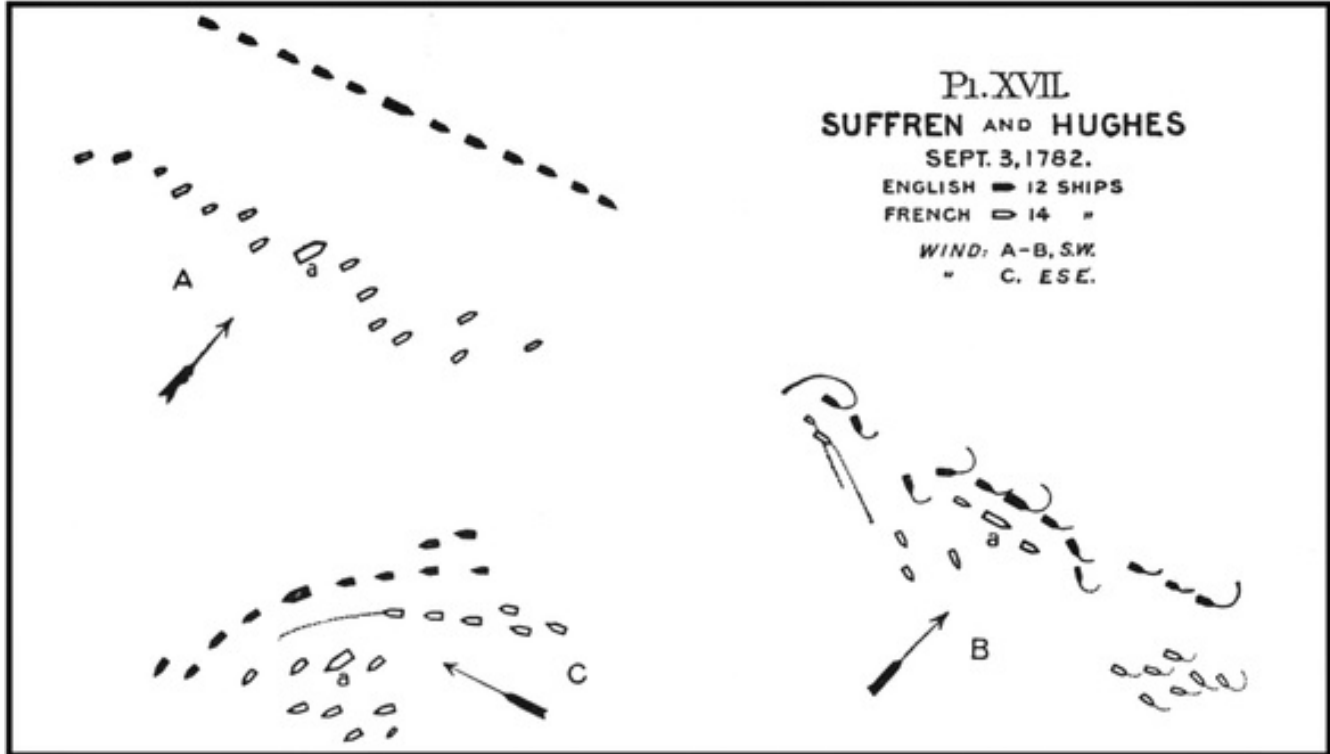 Pl. XVII.
SUFFREN AND HUGHES
SEPT. 3, 1782.
ENGLISH 12 SHIPS
FRENCH 14 "
WIND: A-B, S.W.
" C. ESE.
A
a
a
B
C
a